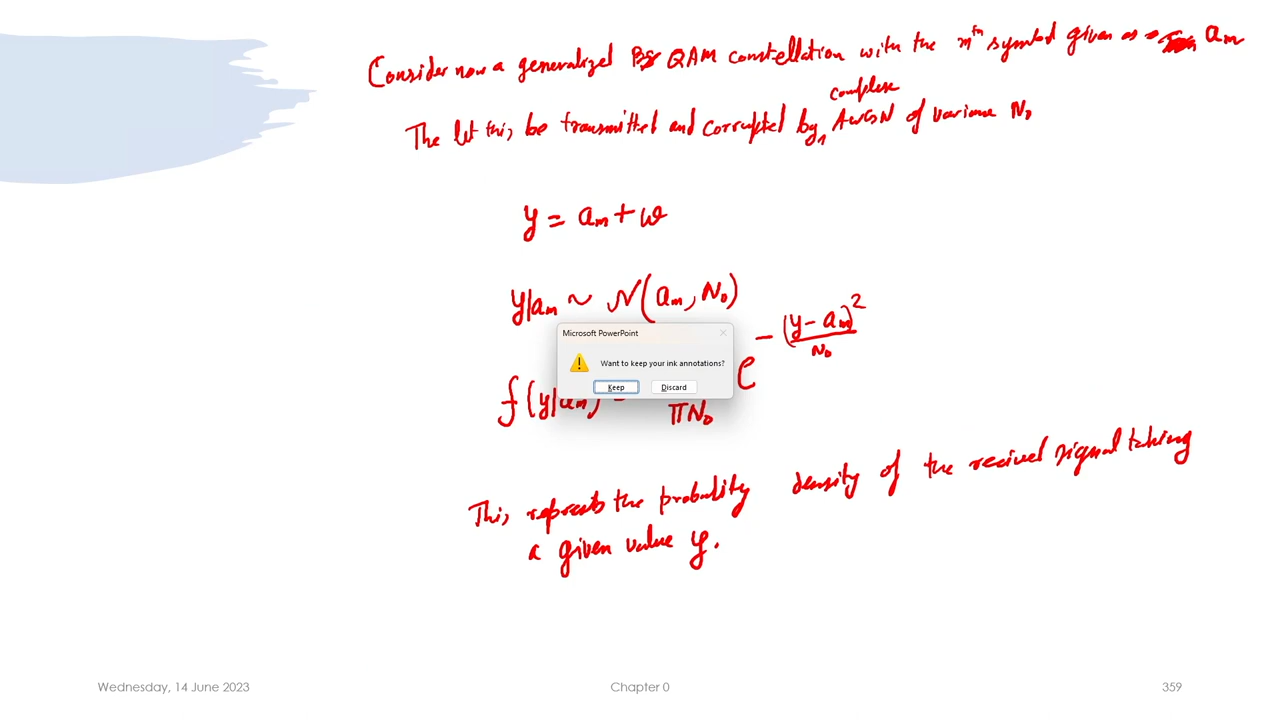 Consider now a generalized QAM constellation with the mth symbol given as am
complex
The let this be transmitted and corrupted by AWGN of variance N0
y = am + w
y|am ~ N(am, N0)
Microsoft PowerPoint
Want to keep your ink annotations?
Keep Discard
f(y|am) = πN0 e - (y - am)2 N0
This represts the probability density of the recived signal taking
a given value y.
Wednesday, 14 June 2023 Chapter 0 359